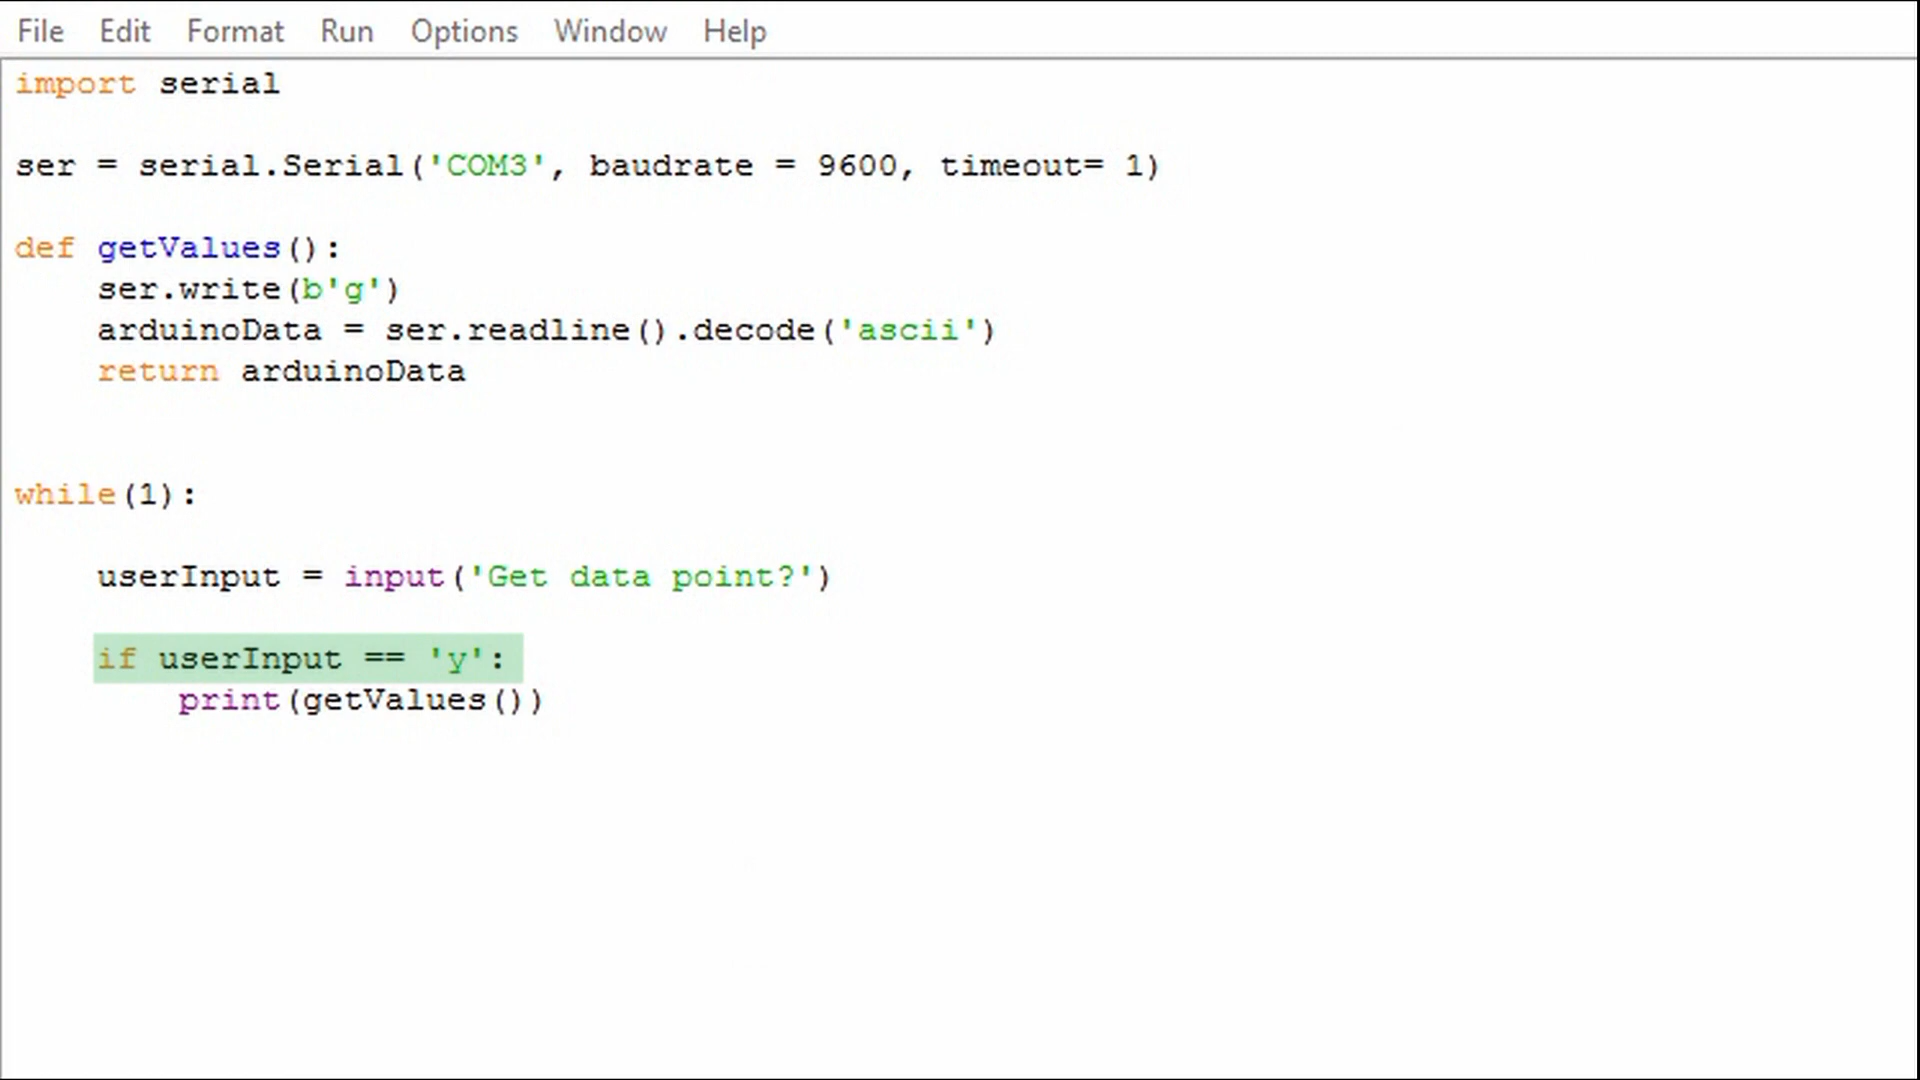 File Edit Format Run Options Window Help
import serial
ser = serial.Serial('COM3', baudrate = 9600, timeout= 1)
def getValues():
    ser.write(b'g')
    arduinoData = ser.readline().decode('ascii')
    return arduinoData
while(1):
    userInput = input('Get data point?')
    if userInput == 'y':
        print(getValues())